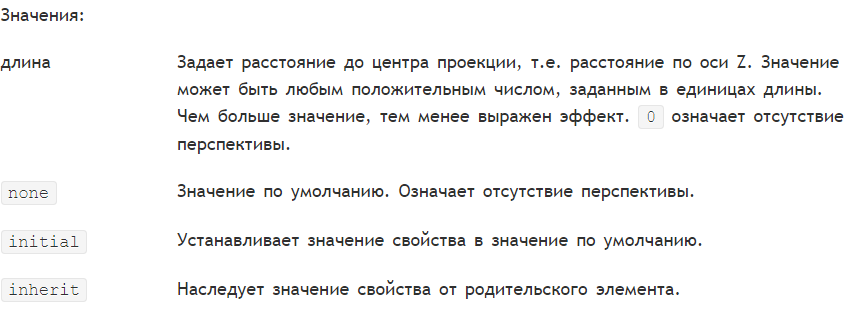 Значения:
длина
Задает расстояние до центра проекции, т.е. расстояние по оси Z. Значение
может быть любым положительным числом, заданным в единицах длины.
Чем больше значение, тем менее выражен эффект. 0 означает отсутствие
перспективы.
none
Значение по умолчанию. Означает отсутствие перспективы.
initial
Устанавливает значение свойства в значение по умолчанию.
inherit
Наследует значение свойства от родительского элемента.